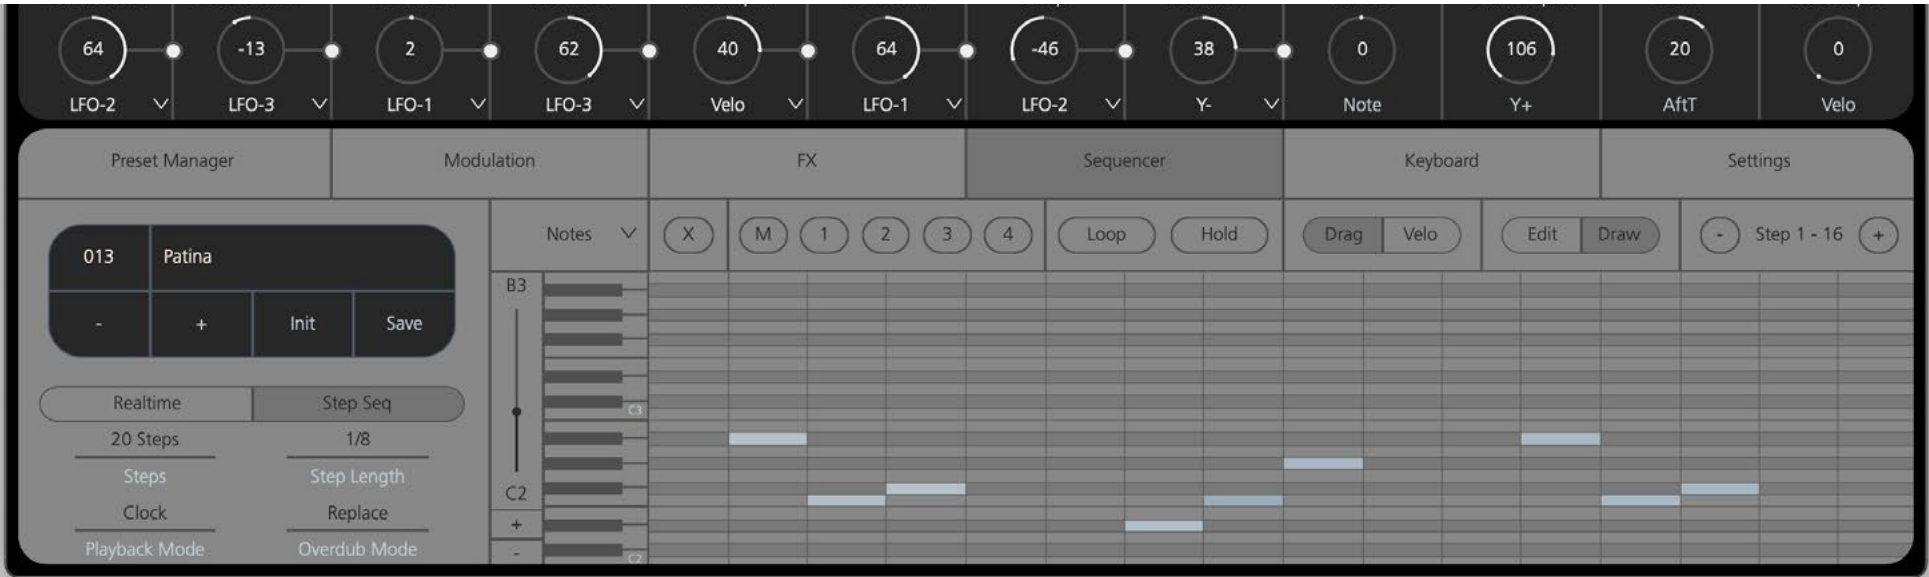 64 -13 2 62 40 64 -46 38 0 106 20 0
LFO-2 LFO-3 LFO-1 LFO-3 Velo LFO-1 LFO-2 Y- Note Y+ AftT Velo
Preset Manager Modulation FX Sequencer Keyboard Settings
Notes X M 1 2 3 4 Loop Hold Drag Velo Edit Draw - Step 1 - 16 +
013 Patina
- + Init Save
B3
C3
C2
+
-
C2
Realtime Step Seq
20 Steps 1/8
Steps Step Length
Clock Replace
Playback Mode Overdub Mode